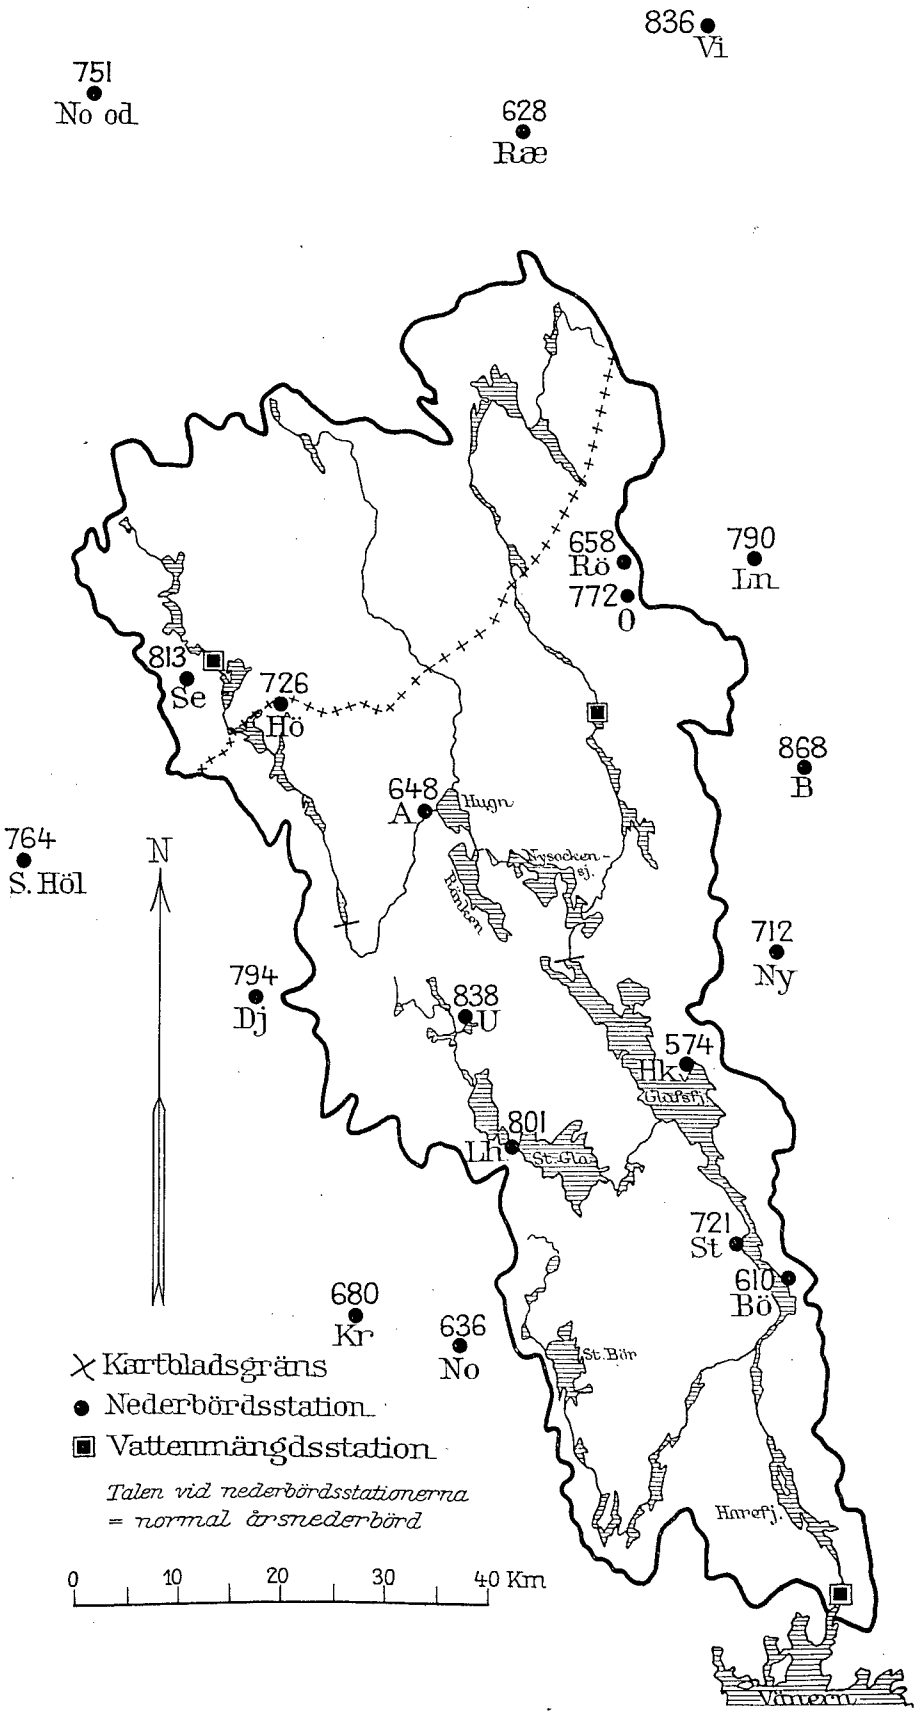 836
Vi
751
No od.
628
Ræ
658
Rö
790
Ln
772
O
813
Se
726
Hö
868
B
648
A
Hugn
764
S. Höl
N
Nysocken-
sj.
Ränken
712
Ny
794
Dj
838
U
574
Hk.
Glafsfj.
801
Lh.
St. Gla
721
St
610
Bö
680
Kr
636
No
St. Bör
Kartbladsgräns
Nederbördsstation
Vattenmängdsstation
Talen vid nederbördsstationerna
= normal årsnederbörd
Harefj.
0 10 20 30 40 Km
Vänern